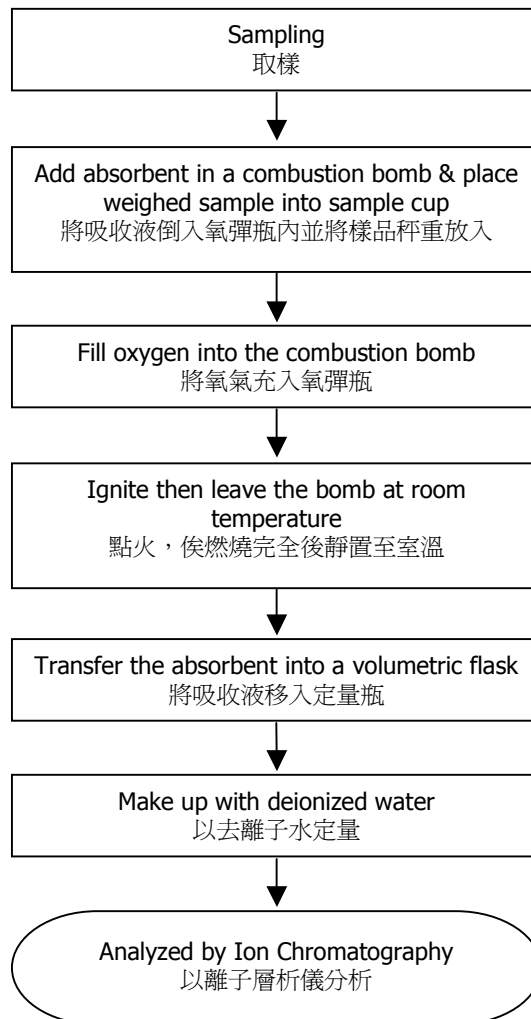 Sampling
取樣
Add absorbent in a combustion bomb & place
weighed sample into sample cup
將吸收液倒入氧彈瓶內並將樣品秤重放入
Fill oxygen into the combustion bomb
將氧氣充入氧彈瓶
Ignite then leave the bomb at room
temperature
點火，俟燃燒完全後靜置至室溫
Transfer the absorbent into a volumetric flask
將吸收液移入定量瓶
Make up with deionized water
以去離子水定量
Analyzed by Ion Chromatography
以離子層析儀分析